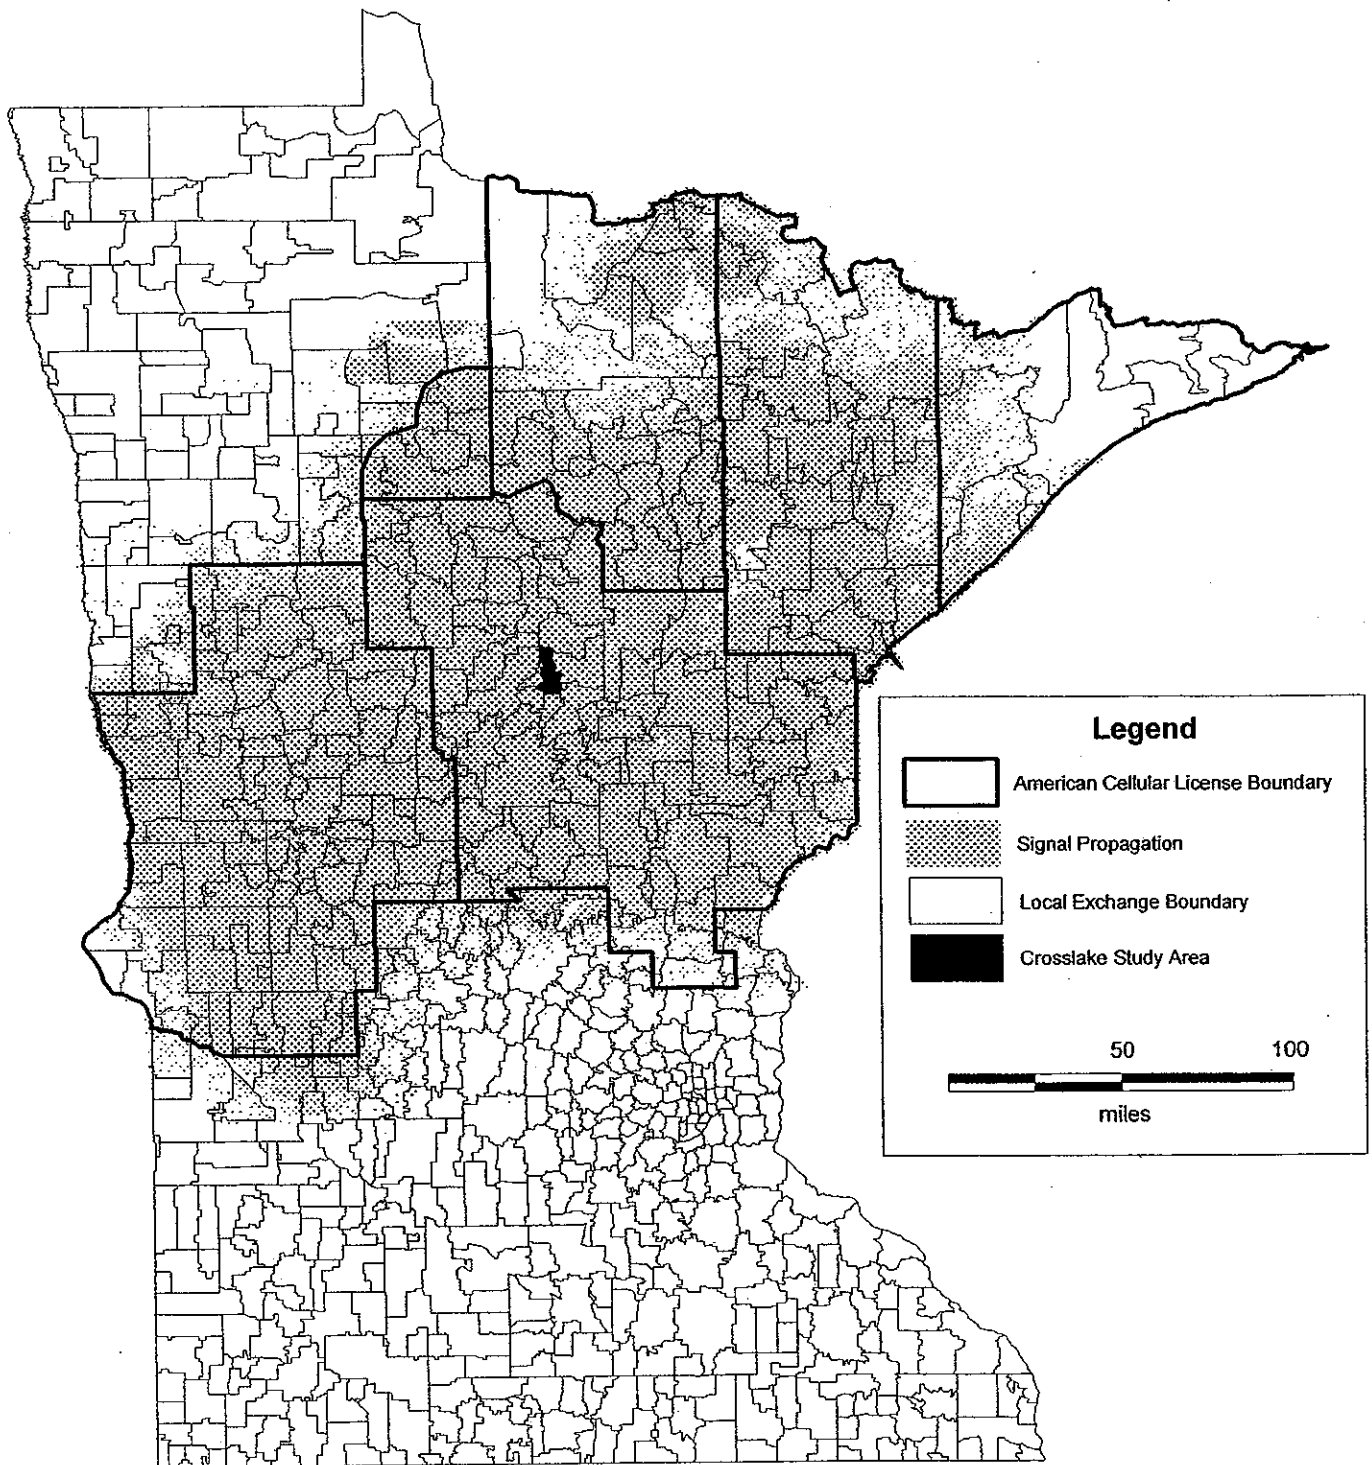 Legend
American Cellular License Boundary
Signal Propagation
Local Exchange Boundary
Crosslake Study Area
50 100
miles